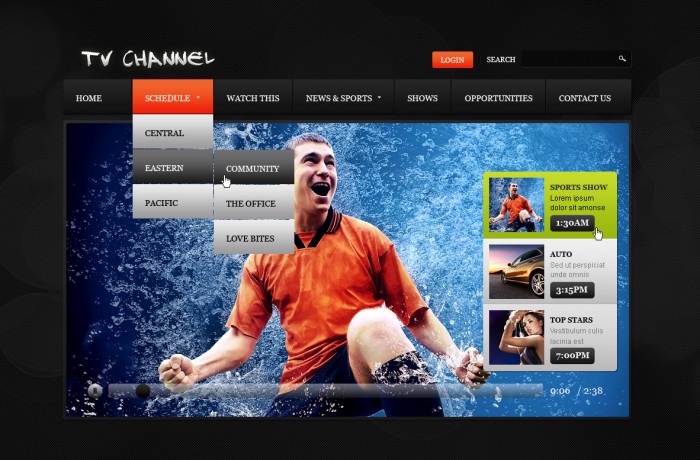 TV CHANNEL
LOGIN
SEARCH
HOME
SCHEDULE
WATCH THIS
NEWS & SPORTS
SHOWS
OPPORTUNITIES
CONTACT US
CENTRAL
EASTERN
PACIFIC
COMMUNITY
THE OFFICE
LOVE BITES
SPORTS SHOW
Lorem ipsum
dolor sit amonse
1:30AM
AUTO
Sed ut perspiciat
unde omnis
3:15PM
TOP STARS
Vestibulum culis
lacinia est
7:00PM
9:06 / 2:38